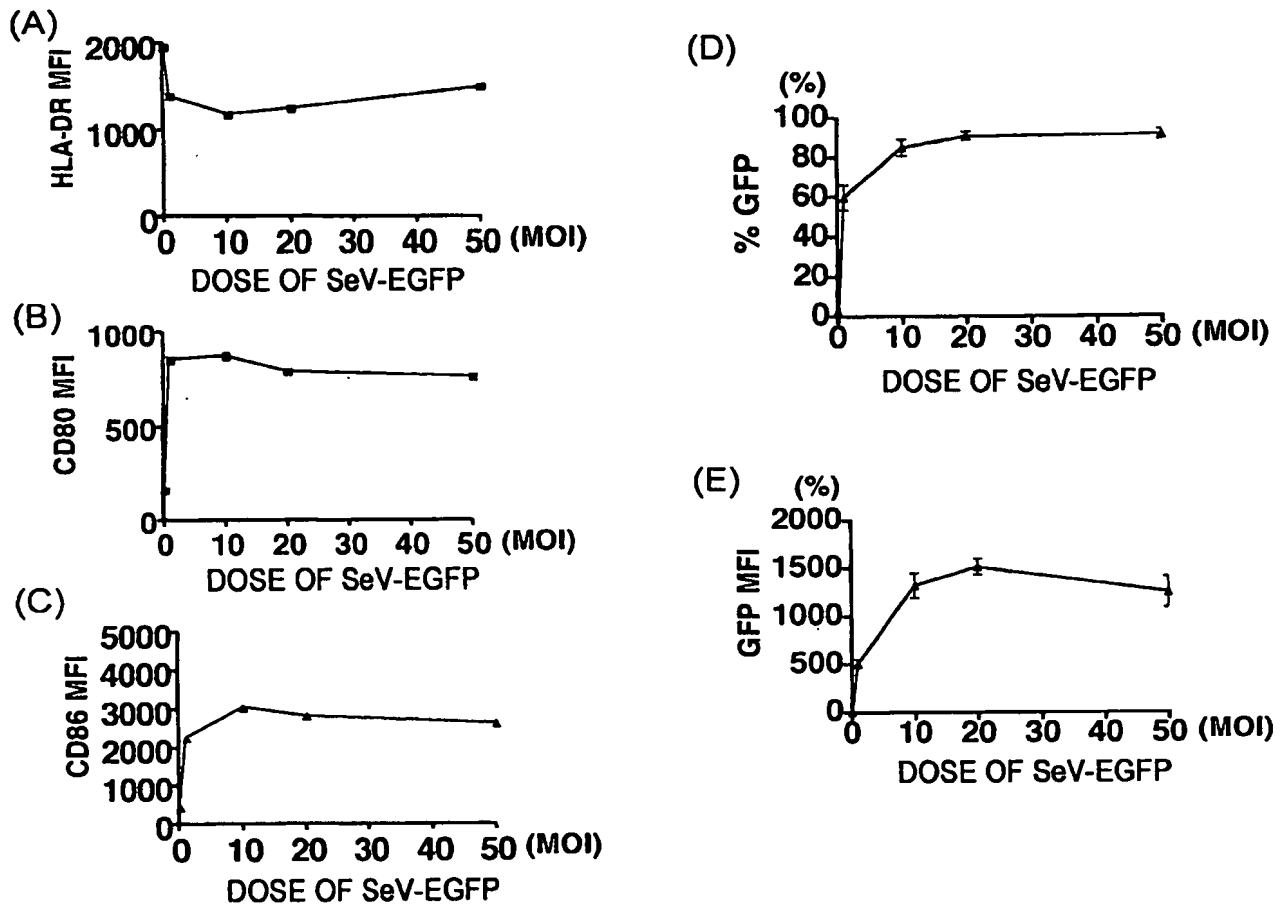 (A)
HLA-DR MFI
2000
1000
0
0 10 20 30 40 50 (MOI)
DOSE OF SeV-EGFP
(B)
CD80 MFI
1000
500
0
0 10 20 30 40 50 (MOI)
DOSE OF SeV-EGFP
(C)
CD86 MFI
5000
4000
3000
2000
1000
0
0 10 20 30 40 50 (MOI)
DOSE OF SeV-EGFP
(D)
(%)
% GFP
100
80
60
40
20
0
0 10 20 30 40 50 (MOI)
DOSE OF SeV-EGFP
(E)
(%)
GFP MFI
2000
1500
1000
500
0
0 10 20 30 40 50 (MOI)
DOSE OF SeV-EGFP